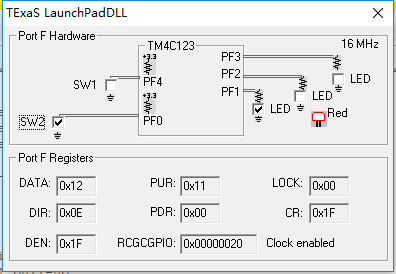 TExaS LaunchPadDLL
Port F Hardware
TM4C123
16 MHz
+3.3
PF3
SW1
PF4
PF2
LED
+3.3
PF1
LED
SW2
PF0
LED
Red
Port F Registers
DATA: 0x12 PUR: 0x11 LOCK: 0x00
DIR: 0x0E PDR: 0x00 CR: 0x1F
DEN: 0x1F RCGCGPIO: 0x00000020 Clock enabled